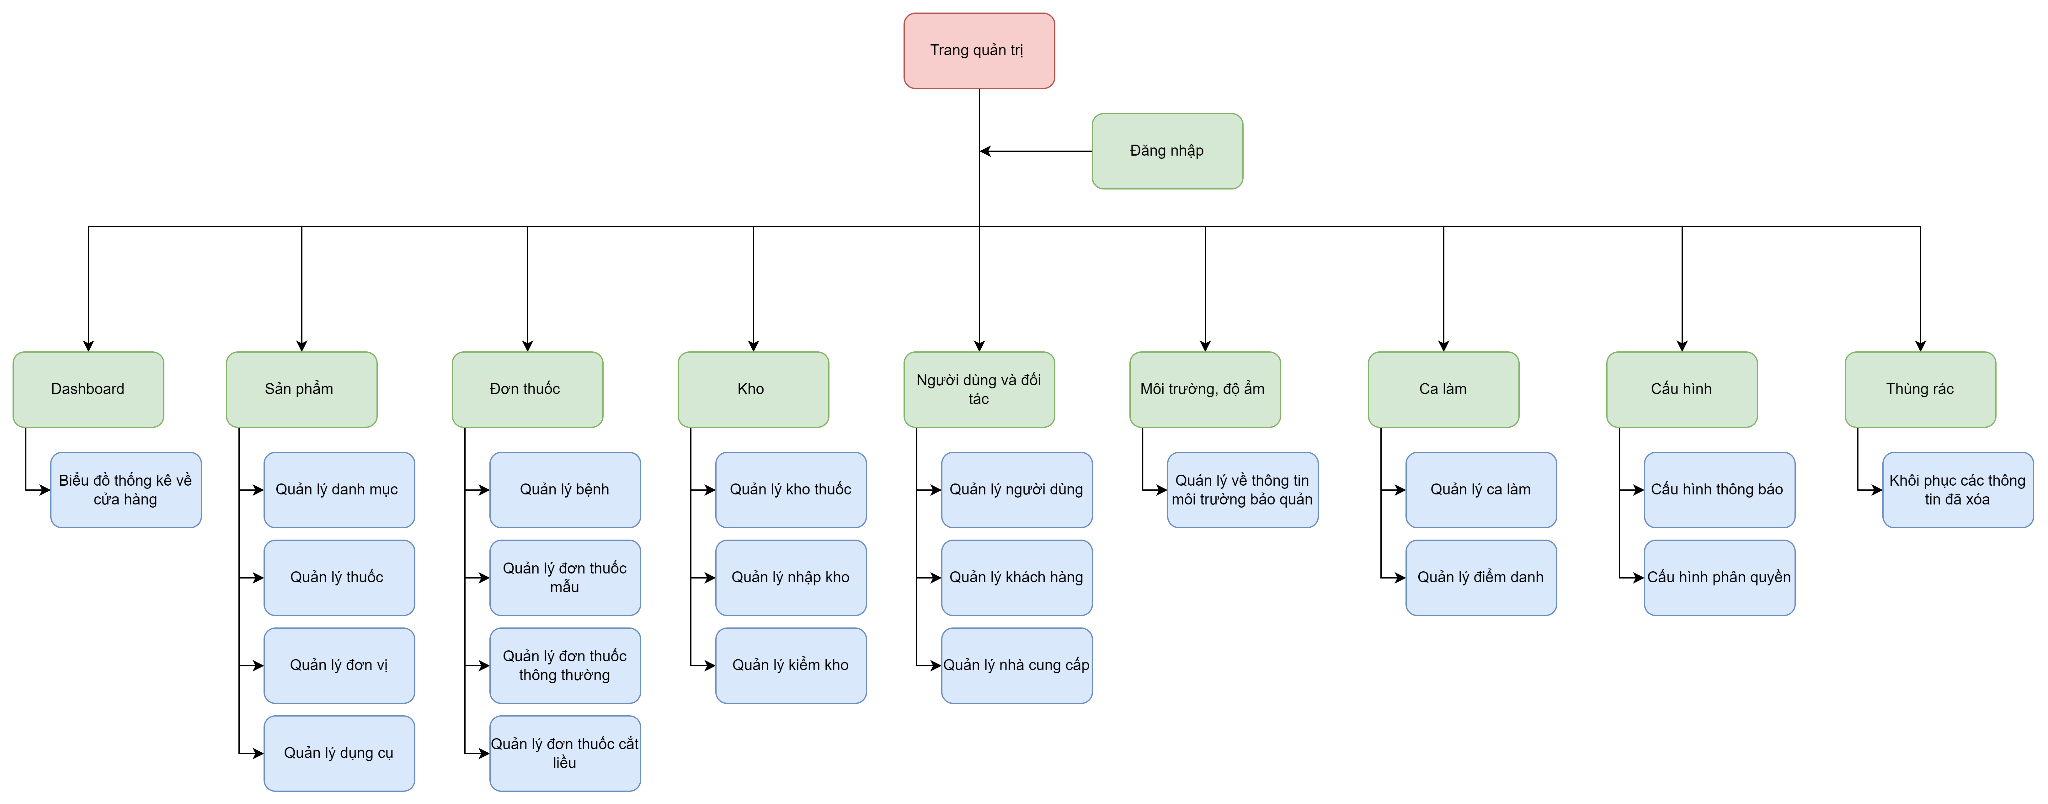 Trang quản trị
Đăng nhập
Dashboard
Sản phẩm
Đơn thuốc
Kho
Người dùng và đối
tác
Môi trường, độ ẩm
Ca làm
Cấu hình
Thùng rác
Biểu đồ thống kê về
cửa hàng
Quản lý danh mục
Quản lý bệnh
Quản lý kho thuốc
Quản lý người dùng
Quản lý về thông tin
môi trường bảo quản
Quản lý ca làm
Cấu hình thông báo
Khôi phục các thông
tin đã xóa
Quản lý thuốc
Quản lý đơn thuốc
mẫu
Quản lý nhập kho
Quản lý khách hàng
Quản lý điểm danh
Cấu hình phân quyền
Quản lý đơn vị
Quản lý đơn thuốc
thông thường
Quản lý kiểm kho
Quản lý nhà cung cấp
Quản lý dụng cụ
Quản lý đơn thuốc cắt
liều